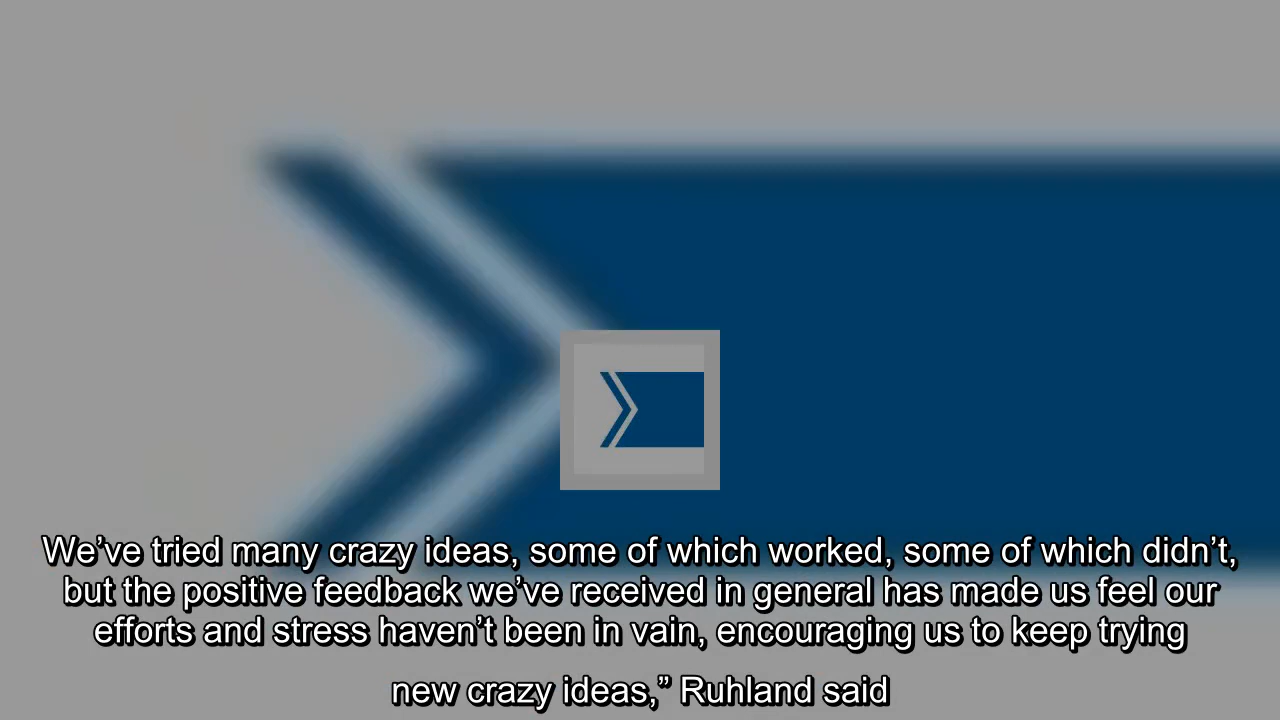 We’ve tried many crazy ideas, some of which worked, some of which didn’t,
but the positive feedback we’ve received in general has made us feel our
efforts and stress haven’t been in vain, encouraging us to keep trying
new crazy ideas,” Ruhland said